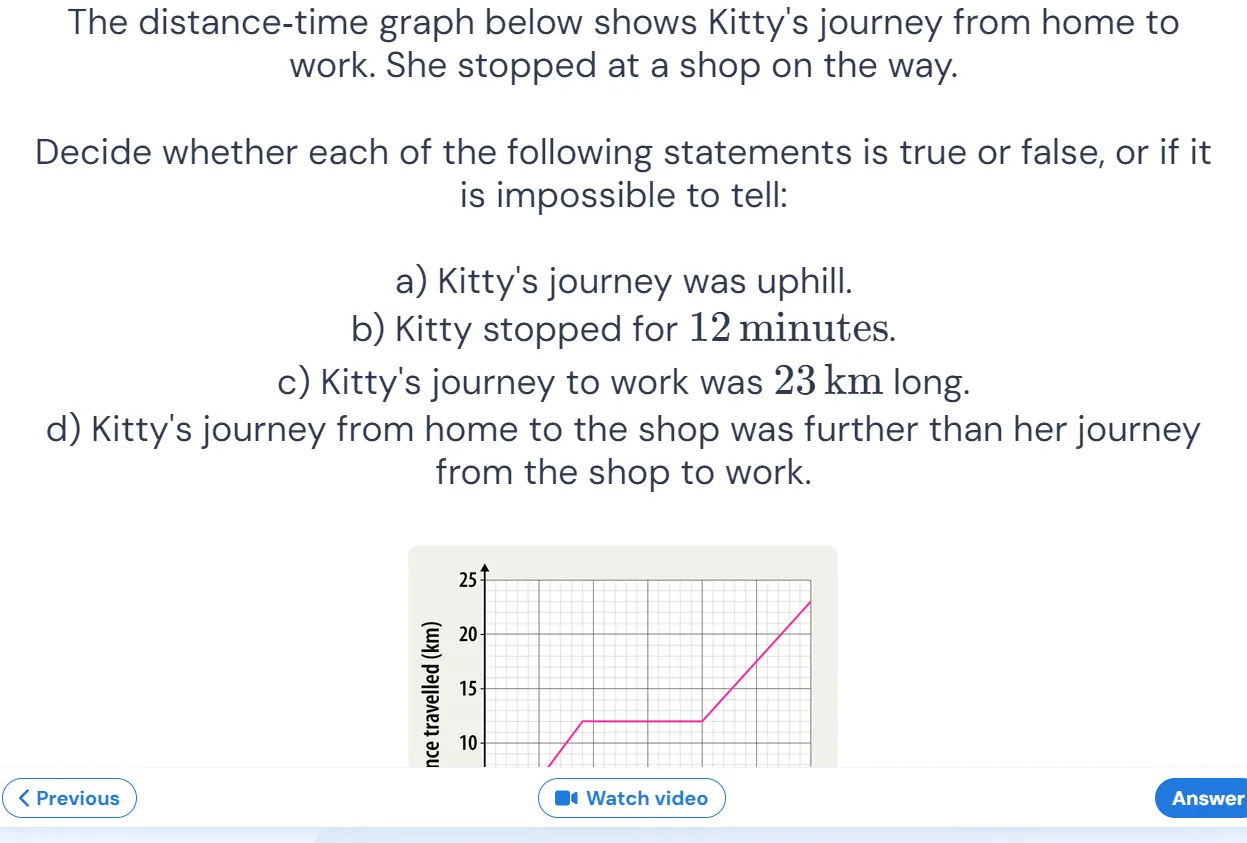 The distance-time graph below shows Kitty's journey from home to
work. She stopped at a shop on the way.
Decide whether each of the following statements is true or false, or if it
is impossible to tell:
a) Kitty's journey was uphill.
b) Kitty stopped for 12 minutes.
c) Kitty's journey to work was 23 km long.
d) Kitty's journey from home to the shop was further than her journey
from the shop to work.
25
20
15
10
nce travelled (km)
Previous
Watch video
Answer